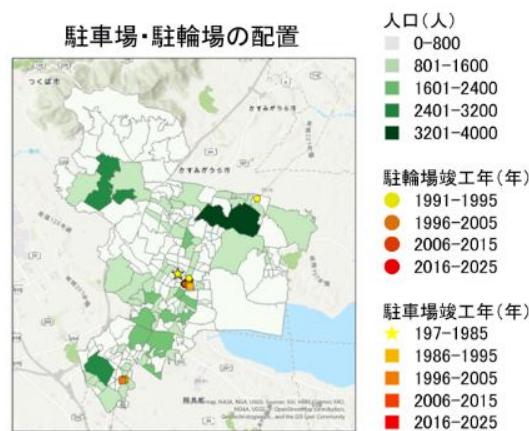 駐車場・駐輪場の配置
つくば市
かすみがうら市
かすみがうら市
人口(人)
0-800
801-1600
1601-2400
2401-3200
3201-4000
駐輪場竣工年(年)
1991-1995
1996-2005
2006-2015
2016-2025
駐車場竣工年(年)
197-1985
1986-1995
1996-2005
2006-2015
2016-2025